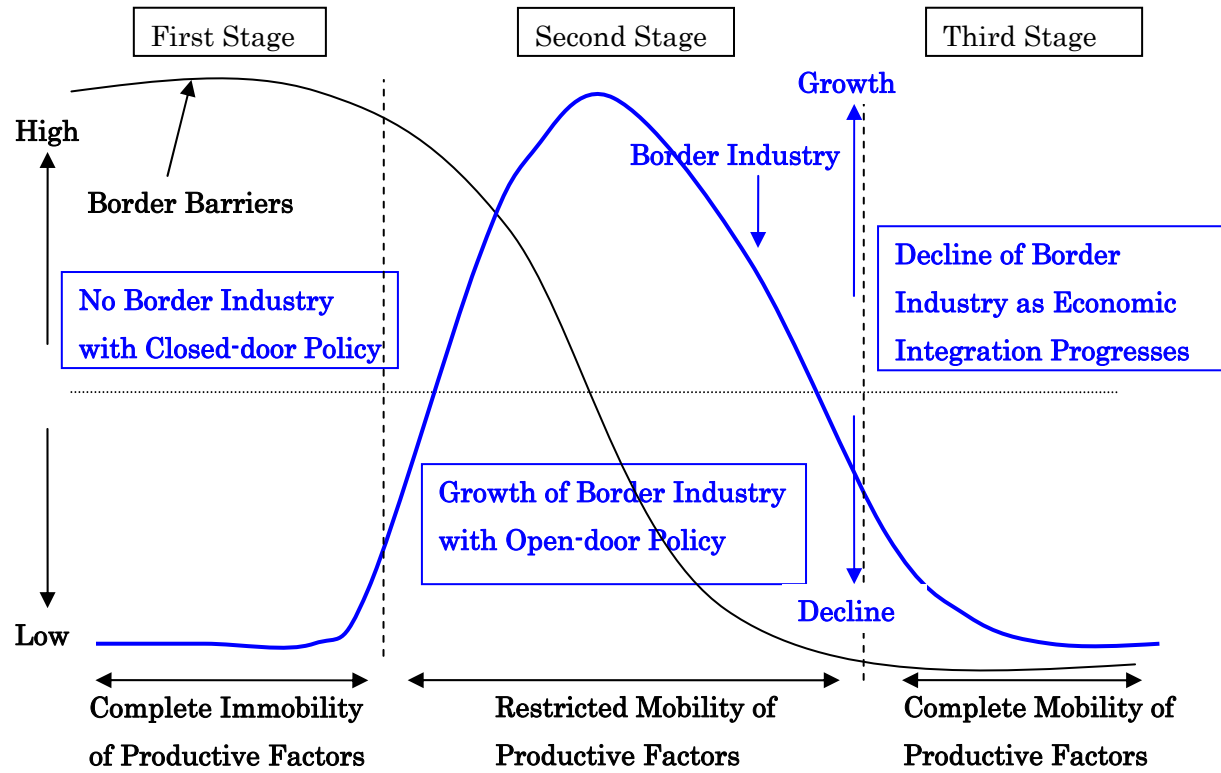 First Stage
Second Stage
Third Stage
Growth
High
Border Industry
Border Barriers
Decline of Border
Industry as Economic
Integration Progresses
No Border Industry
with Closed-door Policy
Growth of Border Industry
with Open-door Policy
Decline
Low
Complete Immobility
of Productive Factors
Restricted Mobility of
Productive Factors
Complete Mobility of
Productive Factors